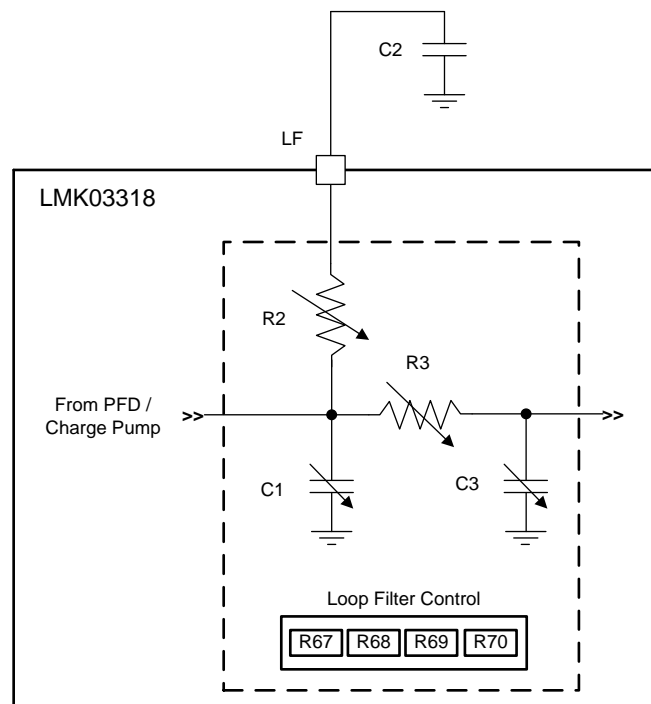 C2
LF
LMK03318
R2
R3
From PFD /
Charge Pump
>>
>>
C1
C3
Loop Filter Control
R67 R68 R69 R70